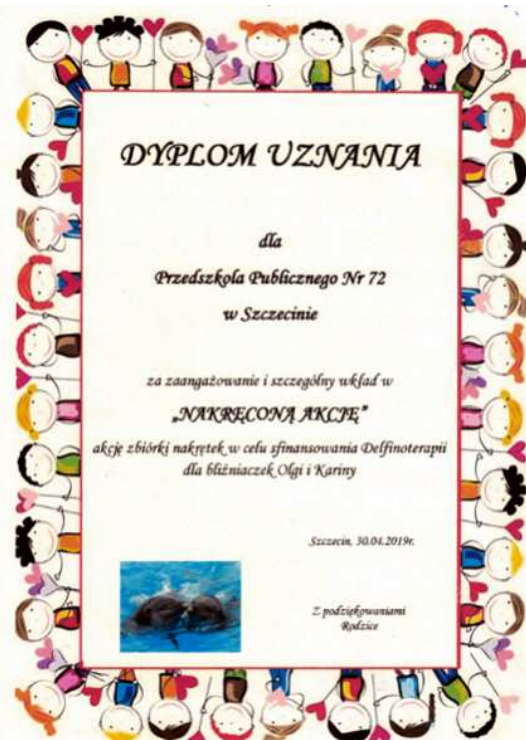 DYPLOM UZNANIA
dla
Przedszkola Publicznego Nr 72
w Szczecinie
za zaangażowanie i szczególny wkład w
„NAKRĘCONĄ AKCJĘ”
akcję zbiórki nakrętek w celu sfinansowania Delfinoterapii
dla bliźniaczek Olgi i Kariny
Szczecin, 30.04.2019r.
Z podziękowaniami
Rodzice